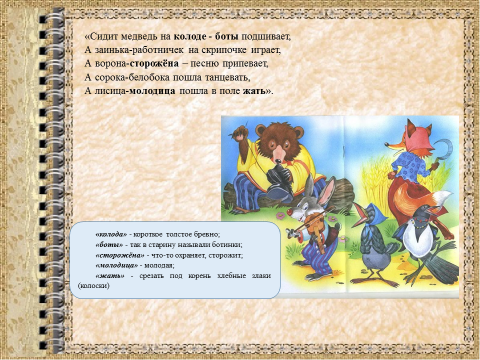 «Сидит медведь на колоде - боты подшивает,
А заинька-работничек на скрипочке играет,
А ворона-сторожёна – песню припевает,
А сорока-белобока пошла танцевать,
А лисица-молодица пошла в поле жать».
«колода» - короткое толстое бревно;
«боты» - так в старину называли ботинки;
«сторожёна» - что-то охраняет, сторожит;
«молодица» - молодая;
«жать» - срезать под корень хлебные злаки
(колоски)